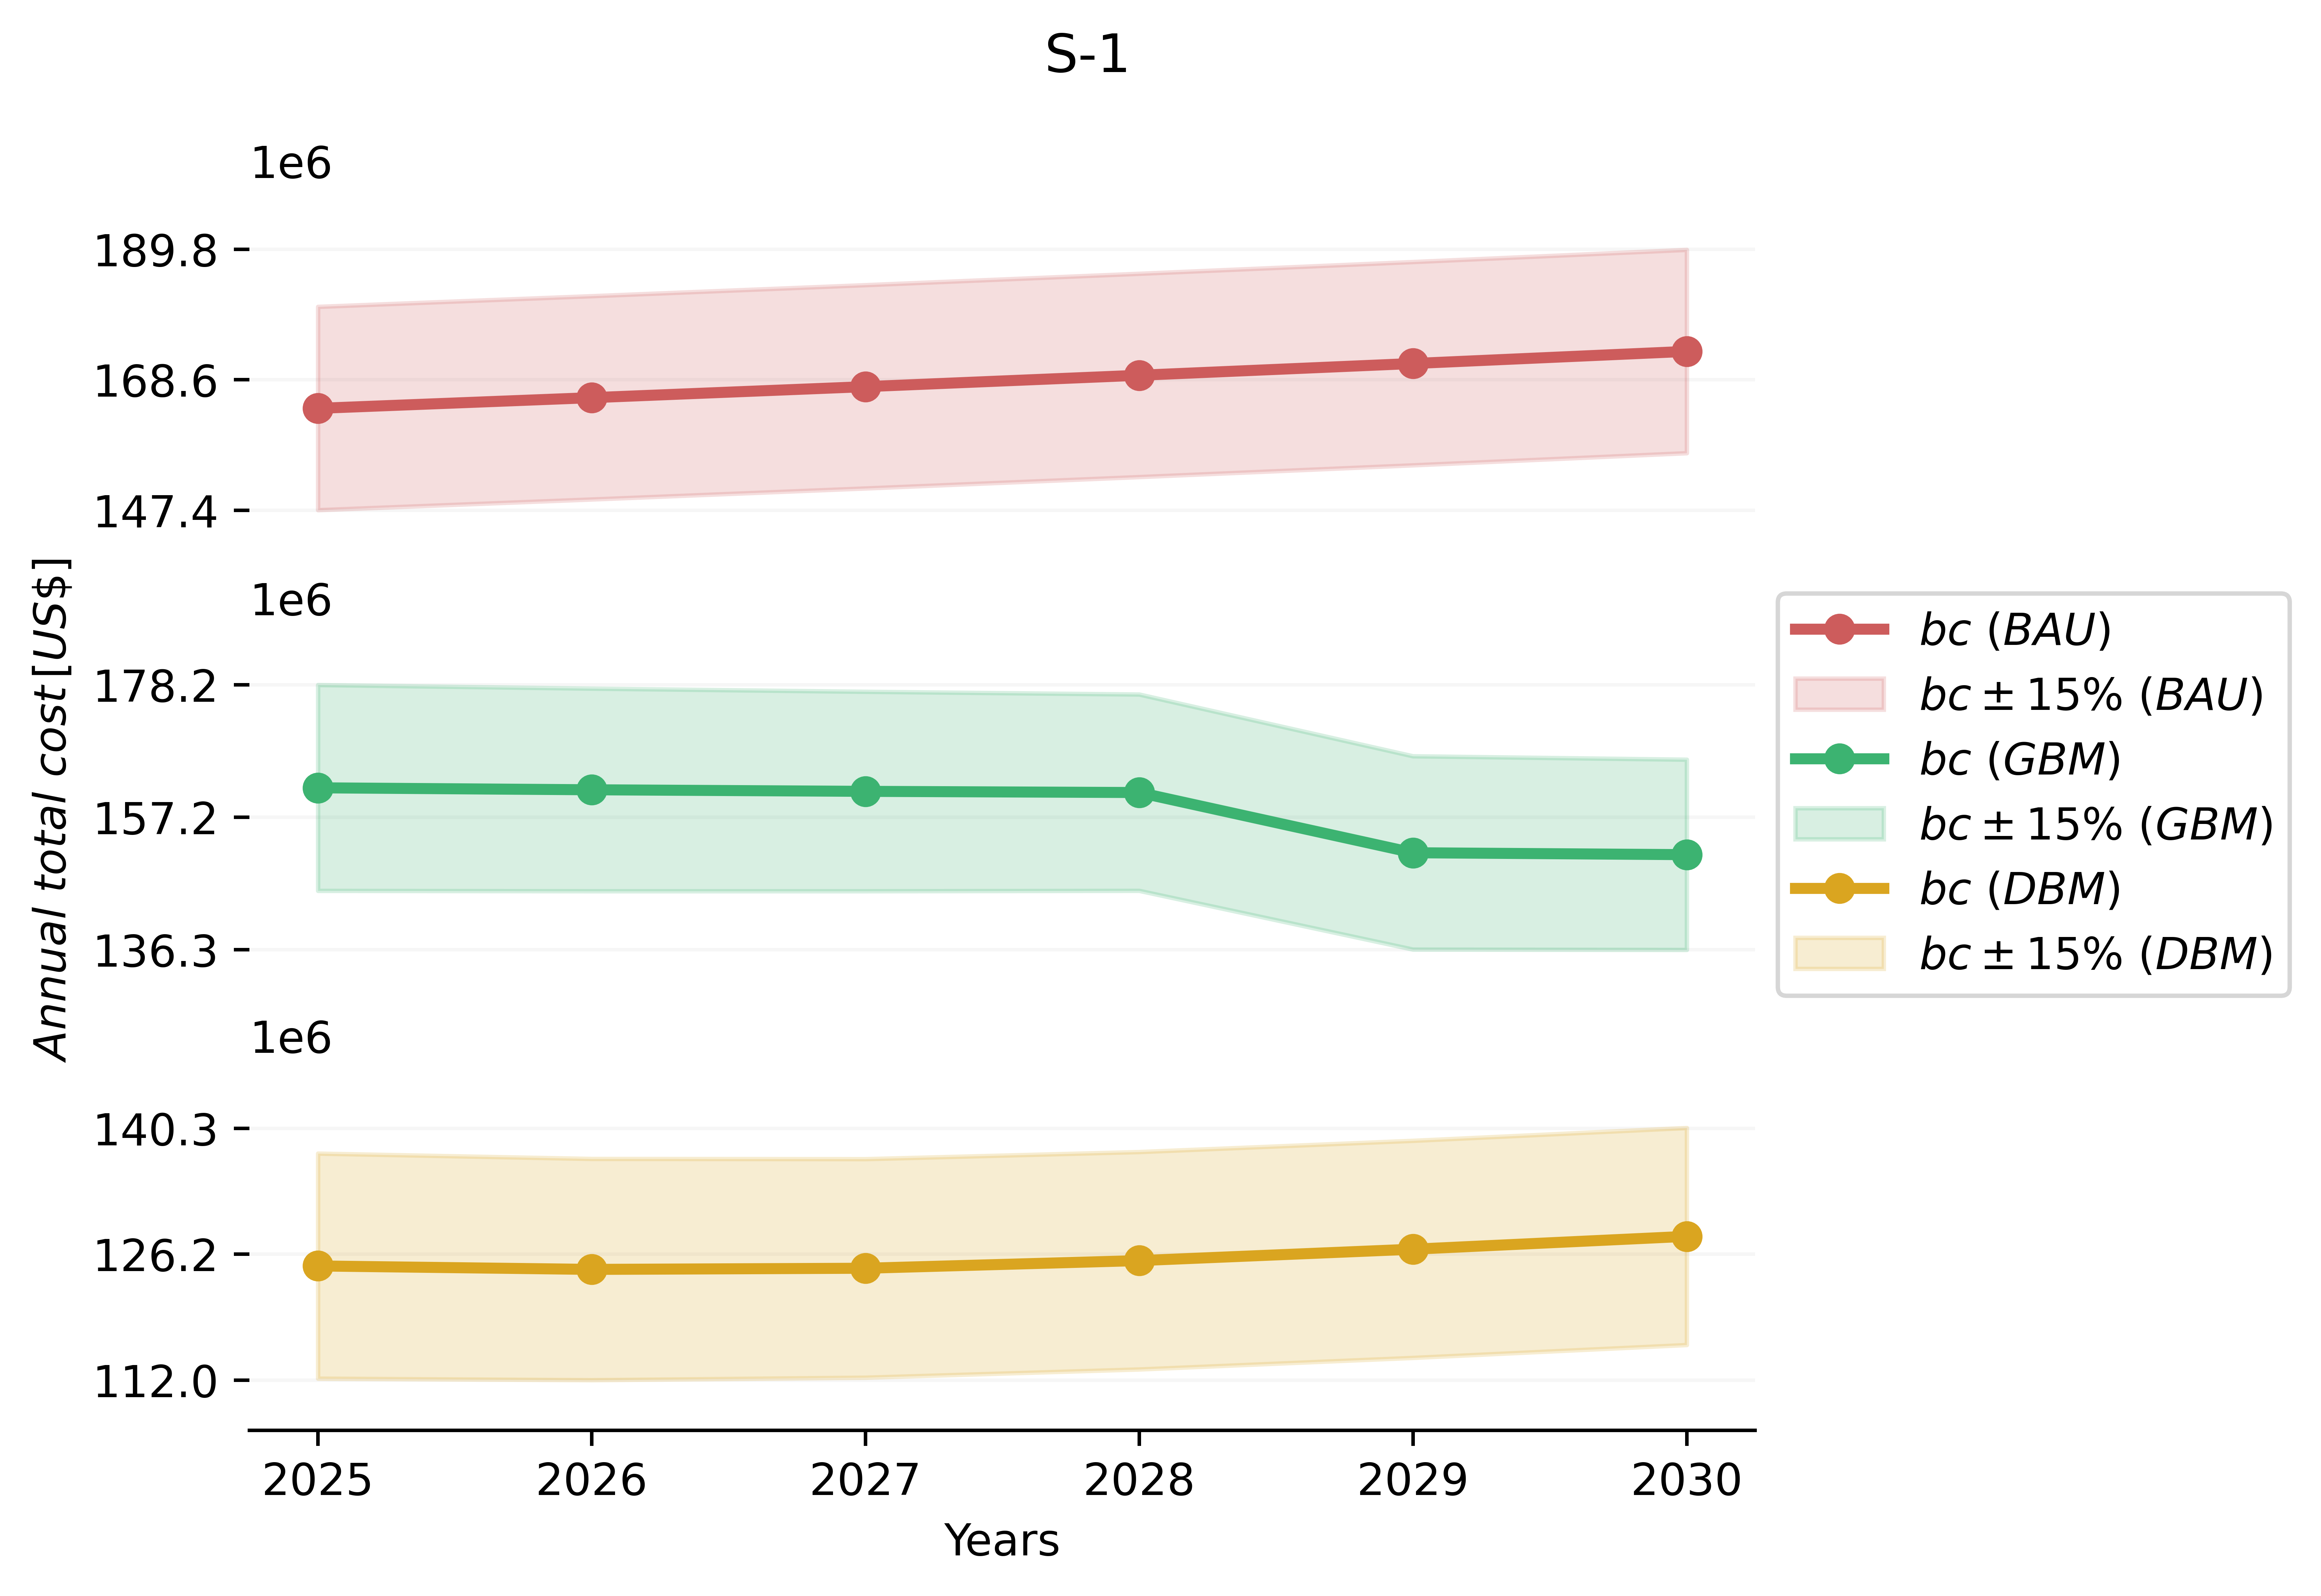 S-1
1e6
189.8
168.6
147.4
1e6
178.2
157.2
136.3
1e6
140.3
126.2
112.0
Annual total cost [US$]
2025 2026 2027 2028 2029 2030
Years
bc (BAU)
bc ± 15% (BAU)
bc (GBM)
bc ± 15% (GBM)
bc (DBM)
bc ± 15% (DBM)